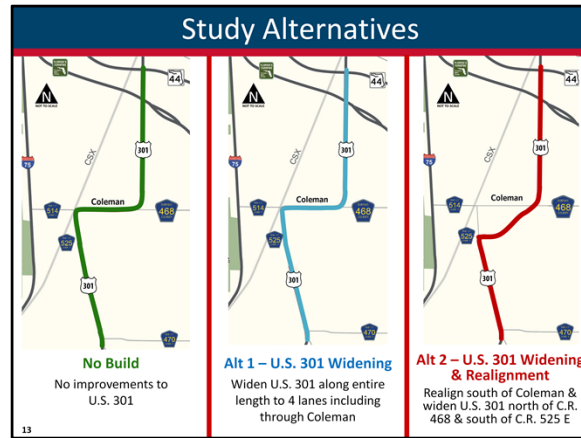 Study Alternatives
44
N
NOT TO SCALE
CSX
301
75
Coleman
514
468
525
301
470
No Build
No improvements to
U.S. 301
13
44
N
NOT TO SCALE
CSX
301
75
Coleman
514
468
525
301
470
Alt 1 – U.S. 301 Widening
Widen U.S. 301 along entire
length to 4 lanes including
through Coleman
44
N
NOT TO SCALE
CSX
301
75
Coleman
514
468
525
301
470
Alt 2 – U.S. 301 Widening
& Realignment
Realign south of Coleman &
widen U.S. 301 north of C.R.
468 & south of C.R. 525 E